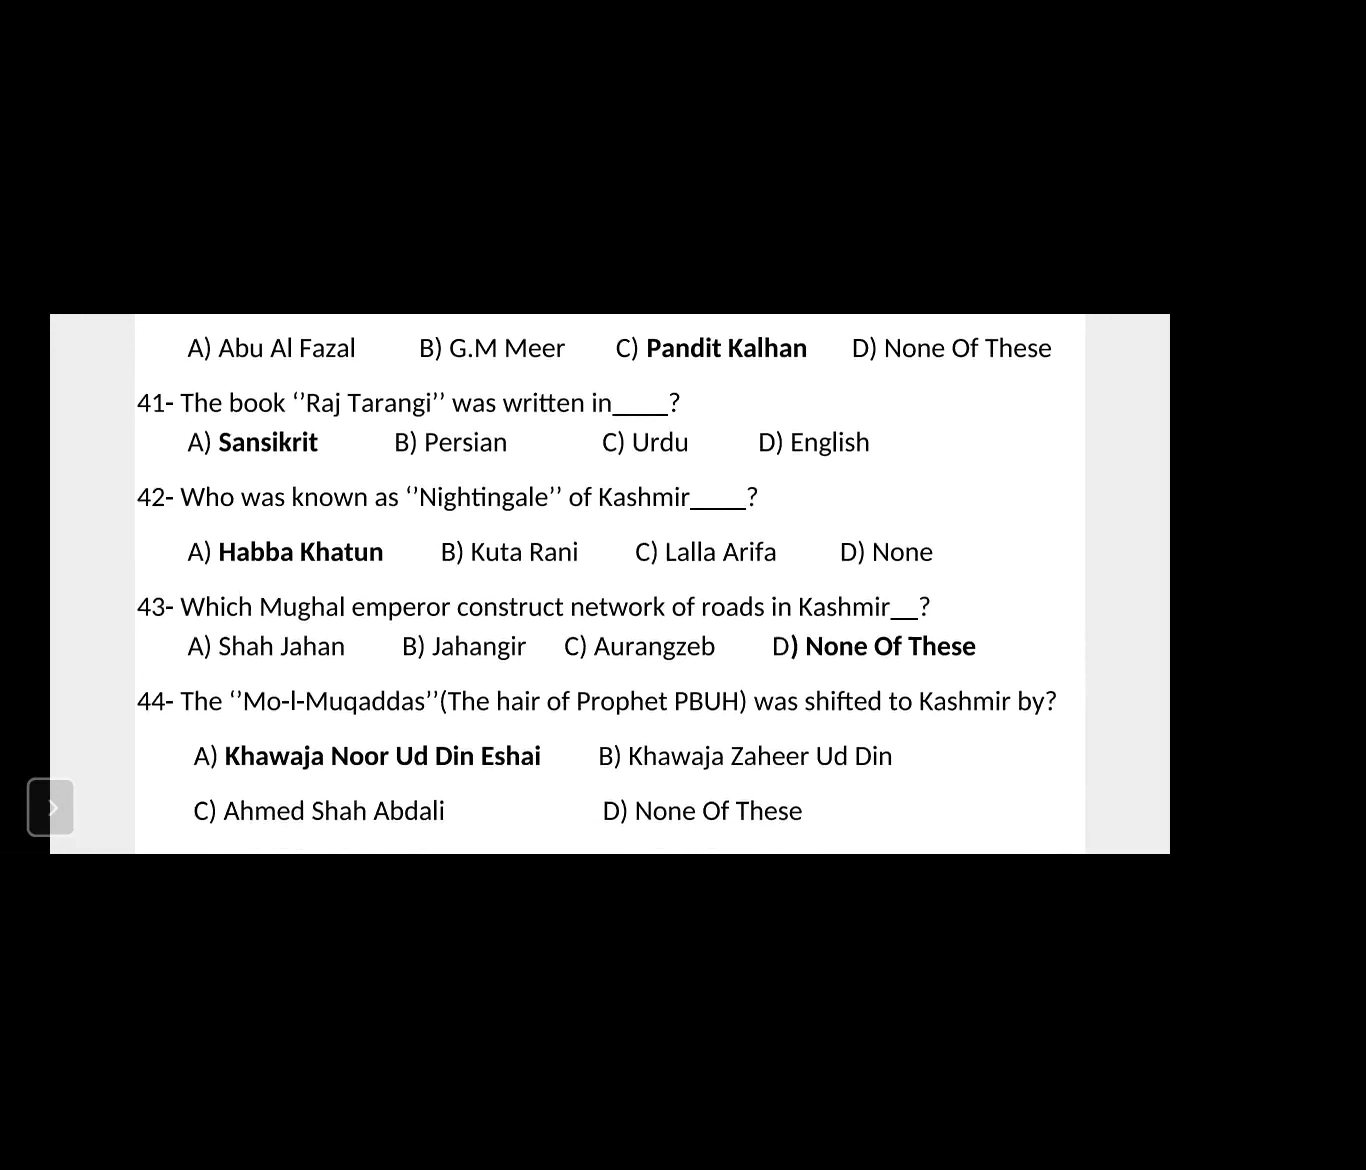 A) Abu Al Fazal B) G.M Meer C) Pandit Kalhan D) None Of These
41- The book ‘’Raj Tarangi’’ was written in____?
A) Sansikrit B) Persian C) Urdu D) English
42- Who was known as ‘’Nightingale’’ of Kashmir____?
A) Habba Khatun B) Kuta Rani C) Lalla Arifa D) None
43- Which Mughal emperor construct network of roads in Kashmir__?
A) Shah Jahan B) Jahangir C) Aurangzeb D) None Of These
44- The ‘’Mo-l-Muqaddas’’(The hair of Prophet PBUH) was shifted to Kashmir by?
A) Khawaja Noor Ud Din Eshai B) Khawaja Zaheer Ud Din
C) Ahmed Shah Abdali D) None Of These